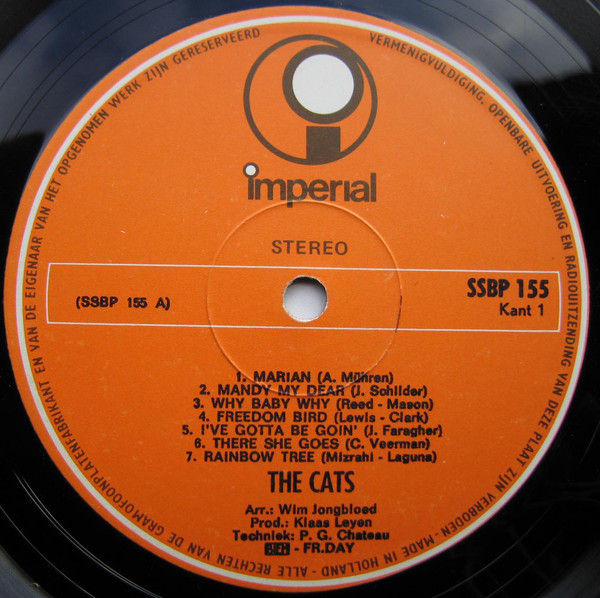 imperial
STEREO
(SSBP 155 A)
SSBP 155
Kant 1
1. MARIAN (A. Mühren)
2. MANDY MY DEAR (J. Schilder)
3. WHY BABY WHY (Reed - Mason)
4. FREEDOM BIRD (Lewis - Clark)
5. I'VE GOTTA BE GOIN' (J. Faragher)
6. THERE SHE GOES (C. Veerman)
7. RAINBOW TREE (Mizrahi - Laguna)
THE CATS
Arr.: Wim Jongbloed
Prod.: Klaas Leyen
Techniek: P. G. Chateau
- FR.DAY
ALLE RECHTEN VAN DE GRAMOFOONPLATENFABRIKANT EN VAN DE EIGENAAR VAN HET OPGENOMEN WERK ZIJN GERESERVEERD
VERMENIGVULDIGING, OPENBARE UITVOERING EN RADIOUITZENDING VAN DEZE PLAAT ZIJN VERBODEN - MADE IN HOLLAND -